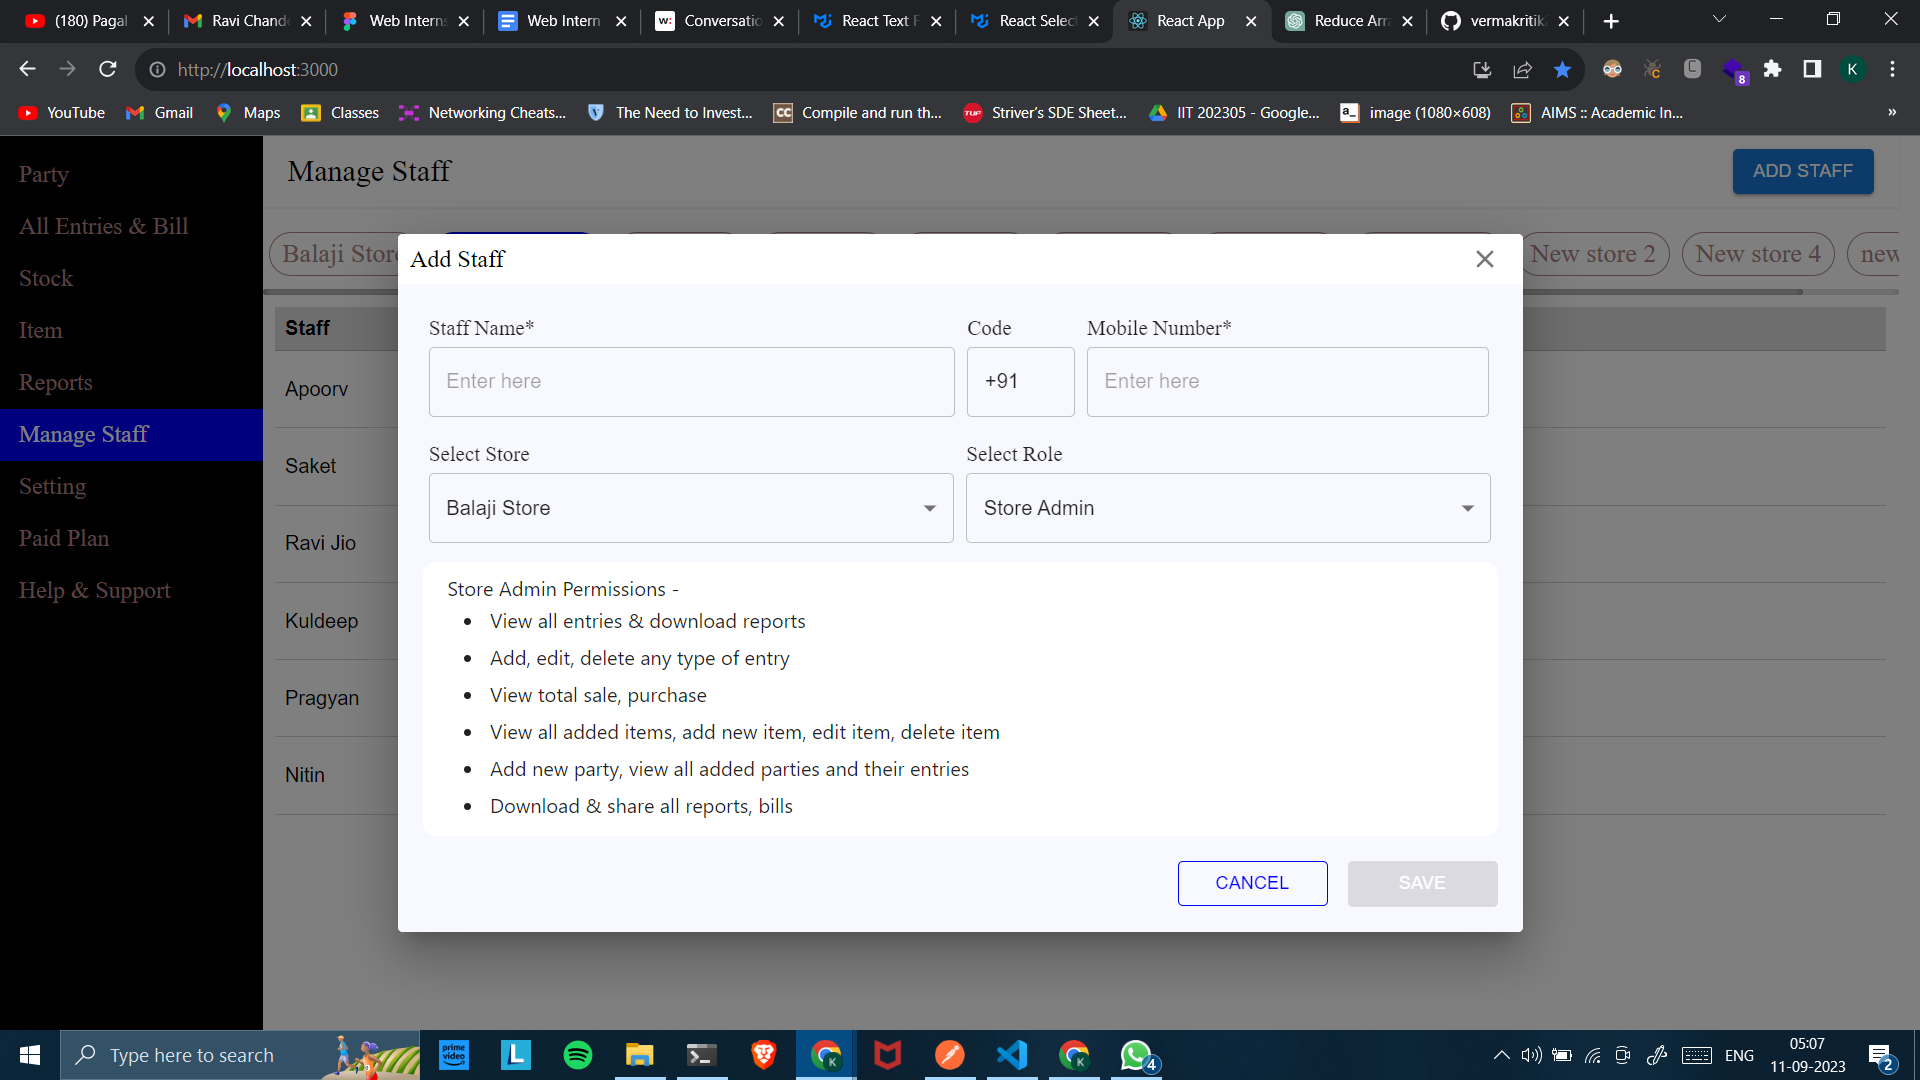 (180) Pagal
Ravi Chande
Web Interns
Web Intern
Conversatio
React Text F
React Select
React App
Reduce Arra
vermakritik2
http://localhost:3000
8
K
YouTube
Gmail
Maps
Classes
Networking Cheats...
The Need to Invest...
Compile and run th...
Striver's SDE Sheet...
IIT 202305 - Google...
image (1080×608)
AIMS :: Academic In...
»
Party
All Entries & Bill
Stock
Item
Reports
Manage Staff
Setting
Paid Plan
Help & Support
Manage Staff
ADD STAFF
Balaji Store
New store 2
New store 4
new
Staff
Apoorv
Saket
Ravi Jio
Kuldeep
Pragyan
Nitin
Add Staff
Staff Name*
Code
Mobile Number*
Enter here
+91
Enter here
Select Store
Select Role
Balaji Store
Store Admin
Store Admin Permissions -
• View all entries & download reports
• Add, edit, delete any type of entry
• View total sale, purchase
• View all added items, add new item, edit item, delete item
• Add new party, view all added parties and their entries
• Download & share all reports, bills
CANCEL
SAVE
Type here to search
prime video
L
4
ENG
05:07
11-09-2023
2